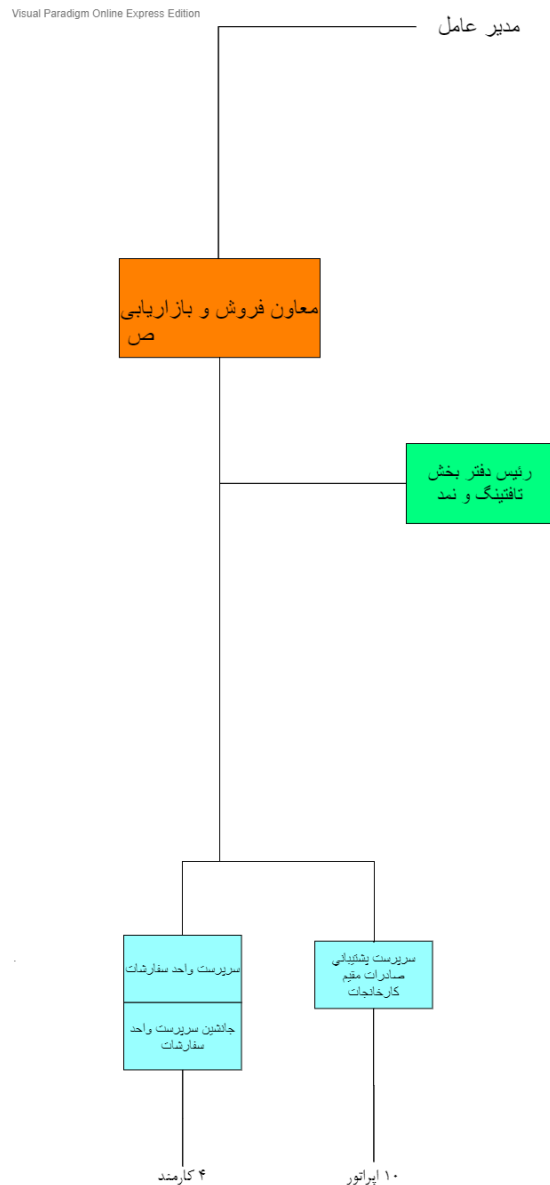 Visual Paradigm Online Express Edition
مدیر عامل
معاون فروش و بازاریابی
ص
رئیس دفتر بخش
تافتینگ و نمد
سرپرست واحد سفارشات
جانشین سرپرست واحد
سفارشات
سرپرست پشتیبانی
صادرات مقیم
کارخانجات
۴ کارمند
۱۰ اپراتور